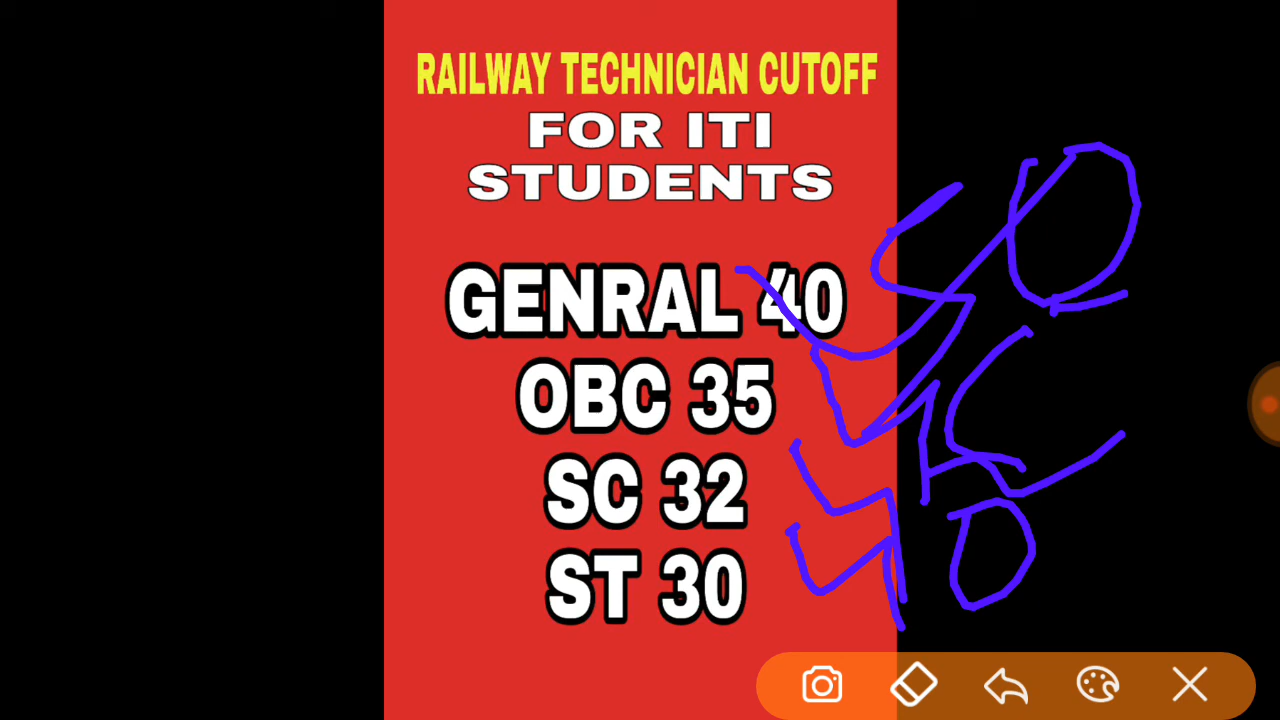 RAILWAY TECHNICIAN CUTOFF
FOR ITI
STUDENTS
GENRAL 40
OBC 35
SC 32
ST 30